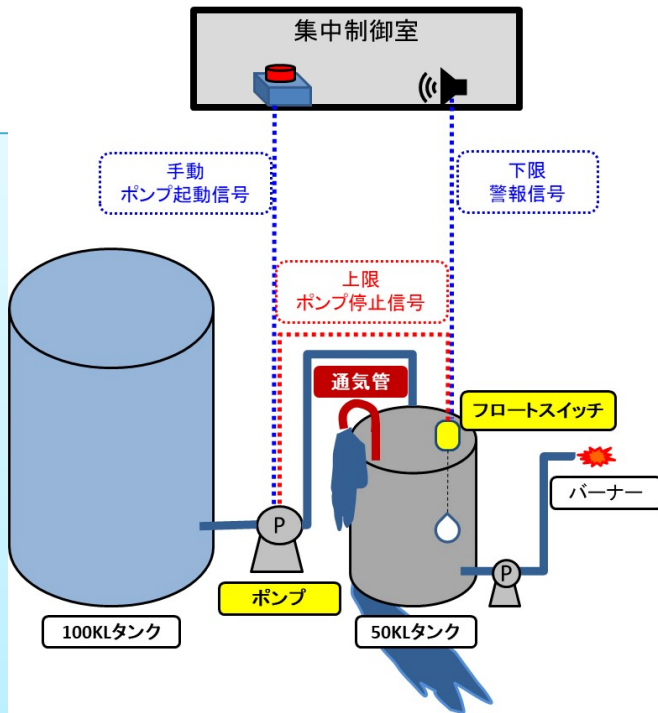 集中制御室
手動
ポンプ起動信号
下限
警報信号
上限
ポンプ停止信号
通気管
フロートスイッチ
バーナー
P
P
ポンプ
100KLタンク
50KLタンク